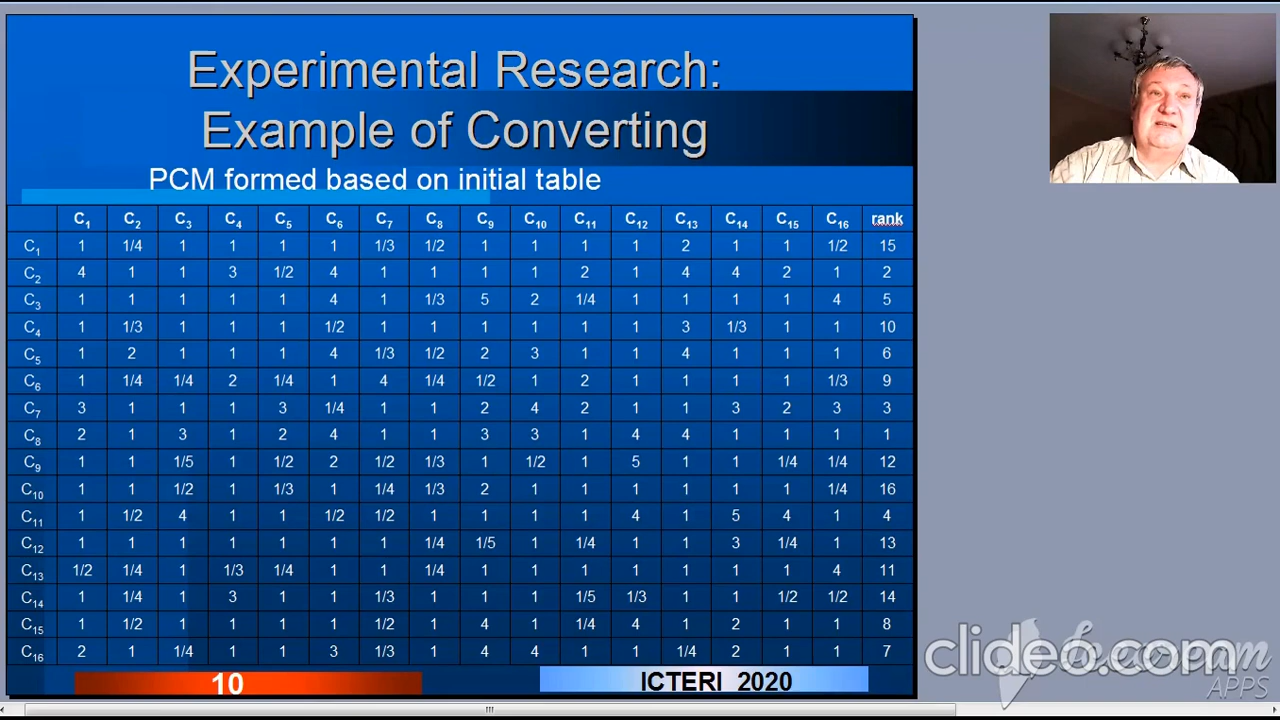 Experimental Research:
Example of Converting
PCM formed based on initial table
C1 C2 C3 C4 C5 C6 C7 C8 C9 C10 C11 C12 C13 C14 C15 C16 rank
C1 1 1/4 1 1 1 1 1/3 1/2 1 1 1 1 2 1 1 1/2 15
C2 4 1 1 3 1/2 4 1 1 1 1 2 1 4 4 2 1 2
C3 1 1 1 1 1 4 1 1/3 5 2 1/4 1 1 1 1 4 5
C4 1 1/3 1 1 1 1/2 1 1 1 1 1 1 3 1/3 1 1 10
C5 1 2 1 1 1 4 1/3 1/2 2 3 1 1 4 1 1 1 6
C6 1 1/4 1/4 2 1/4 1 4 1/4 1/2 1 2 1 1 1 1 1/3 9
C7 3 1 1 1 3 1/4 1 1 2 4 2 1 1 3 2 3 3
C8 2 1 3 1 2 4 1 1 3 3 1 4 4 1 1 1 1
C9 1 1 1/5 1 1/2 2 1/2 1/3 1 1/2 1 5 1 1 1/4 1/4 12
C10 1 1 1/2 1 1/3 1 1/4 1/3 2 1 1 1 1 1 1 1/4 16
C11 1 1/2 4 1 1 1/2 1/2 1 1 1 1 4 1 5 4 1 4
C12 1 1 1 1 1 1 1 1/4 1/5 1 1/4 1 1 3 1/4 1 13
C13 1/2 1/4 1 1/3 1/4 1 1 1/4 1 1 1 1 1 1 1 4 11
C14 1 1/4 1 3 1 1 1/3 1 1 1 1/5 1/3 1 1 1/2 1/2 14
C15 1 1/2 1 1 1 1 1/2 1 4 1 1/4 4 1 2 1 1 8
C16 2 1 1/4 1 1 3 1/3 1 4 4 1 1 1/4 2 1 1 7
10
ICTERI 2020
clideo.com
APPS